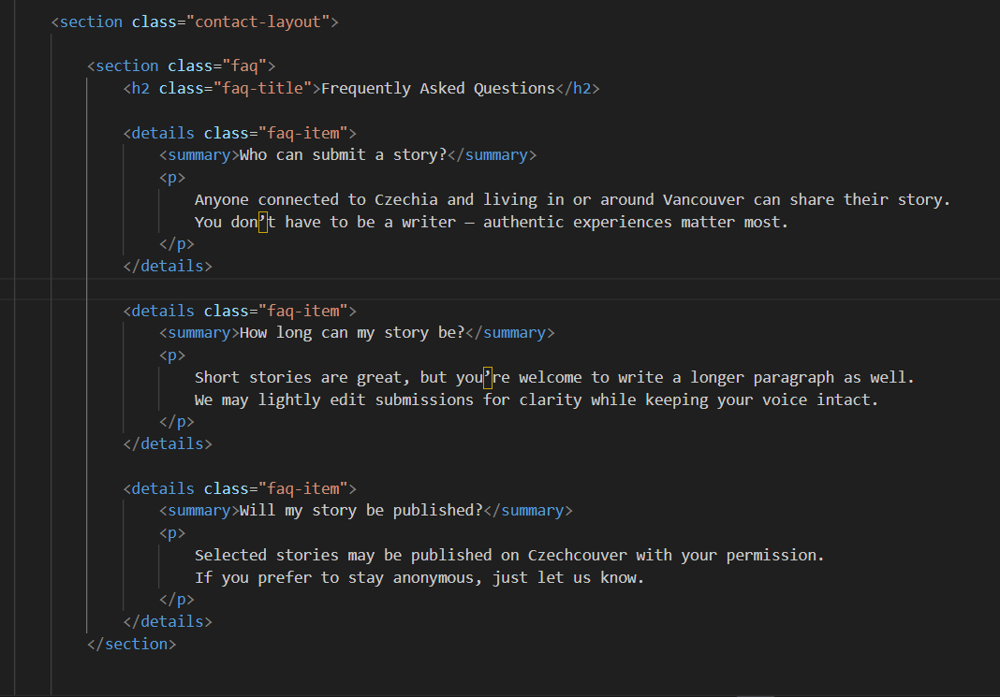 <section class="contact-layout">
<section class="faq">
<h2 class="faq-title">Frequently Asked Questions</h2>
<details class="faq-item">
<summary>Who can submit a story?</summary>
<p>
Anyone connected to Czechia and living in or around Vancouver can share their story.
You don’t have to be a writer — authentic experiences matter most.
</p>
</details>
<details class="faq-item">
<summary>How long can my story be?</summary>
<p>
Short stories are great, but you’re welcome to write a longer paragraph as well.
We may lightly edit submissions for clarity while keeping your voice intact.
</p>
</details>
<details class="faq-item">
<summary>Will my story be published?</summary>
<p>
Selected stories may be published on Czechcouver with your permission.
If you prefer to stay anonymous, just let us know.
</p>
</details>
</section>